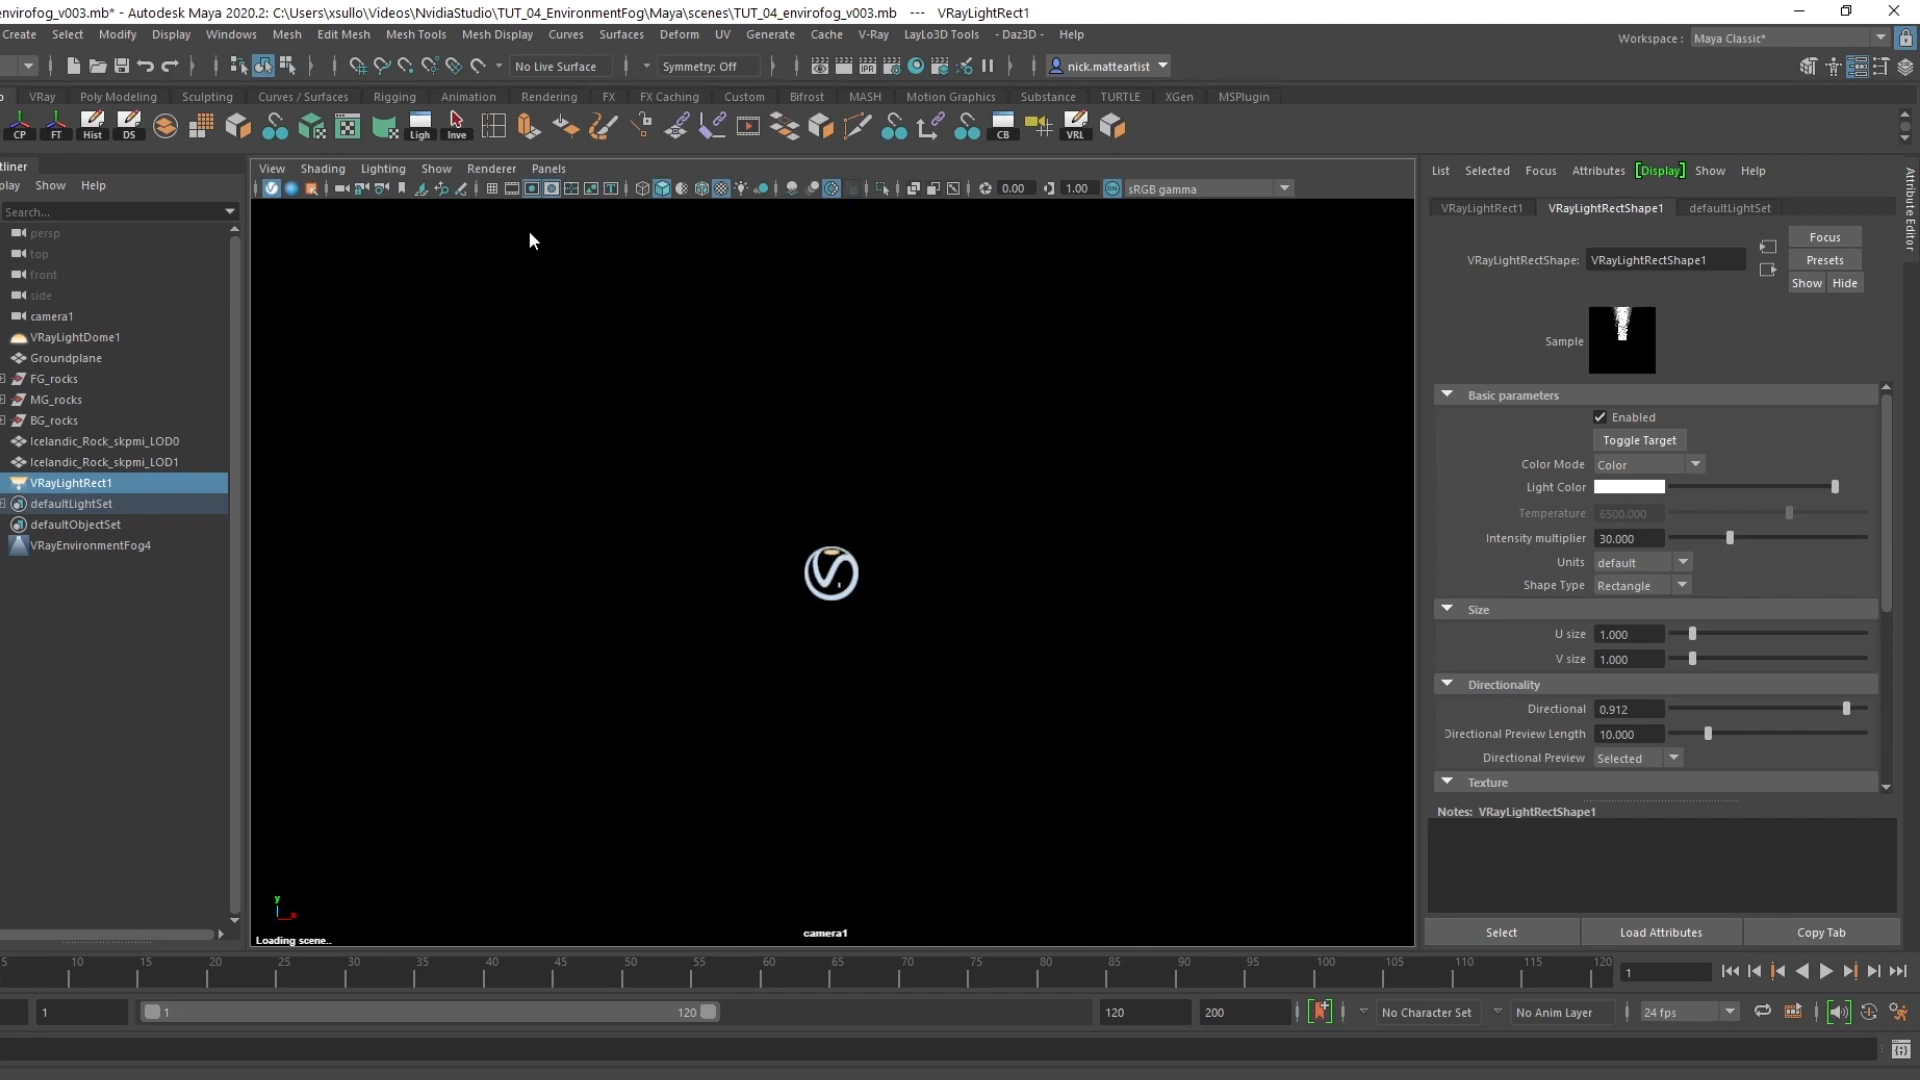 envirofog_v003.mb* - Autodesk Maya 2020.2: C:\Users\xsullo\Videos\NvidiaStudio\TUT_04_EnvironmentFog\Maya\scenes\TUT_04_envirofog_v003.mb --- VRayLightRect1
Create Select Modify Display Windows Mesh Edit Mesh Mesh Tools Mesh Display Curves Surfaces Deform UV Generate Cache V-Ray LayLo3D Tools - Daz3D - Help
Workspace : Maya Classic*
No Live Surface Symmetry: Off nick.matteartist
VRay Poly Modeling Sculpting Curves / Surfaces Rigging Animation Rendering FX FX Caching Custom Bifrost MASH Motion Graphics Substance TURTLE XGen MSPlugin
CP FT Hist DS Ligh Inve CB VRL
tliner
play Show Help
Search...
persp
top
front
side
camera1
VRayLightDome1
Groundplane
FG_rocks
MG_rocks
BG_rocks
Icelandic_Rock_skpmi_LOD0
Icelandic_Rock_skpmi_LOD1
VRayLightRect1
defaultLightSet
defaultObjectSet
VRayEnvironmentFog4
View Shading Lighting Show Renderer Panels
0.00 1.00 sRGB gamma
y
x
Loading scene..
camera1
List Selected Focus Attributes [Display] Show Help
Attribute Editor
VRayLightRect1 VRayLightRectShape1 defaultLightSet
VRayLightRectShape: VRayLightRectShape1
Focus
Presets
Show Hide
Sample
Basic parameters
Enabled
Toggle Target
Color Mode Color
Light Color
Temperature 6500.000
Intensity multiplier 30.000
Units default
Shape Type Rectangle
Size
U size 1.000
V size 1.000
Directionality
Directional 0.912
Directional Preview Length 10.000
Directional Preview Selected
Texture
Notes: VRayLightRectShape1
Select Load Attributes Copy Tab
5 10 15 20 25 30 35 40 45 50 55 60 65 70 75 80 85 90 95 100 105 110 115 120
1
1 1 120 120 200 No Character Set No Anim Layer 24 fps